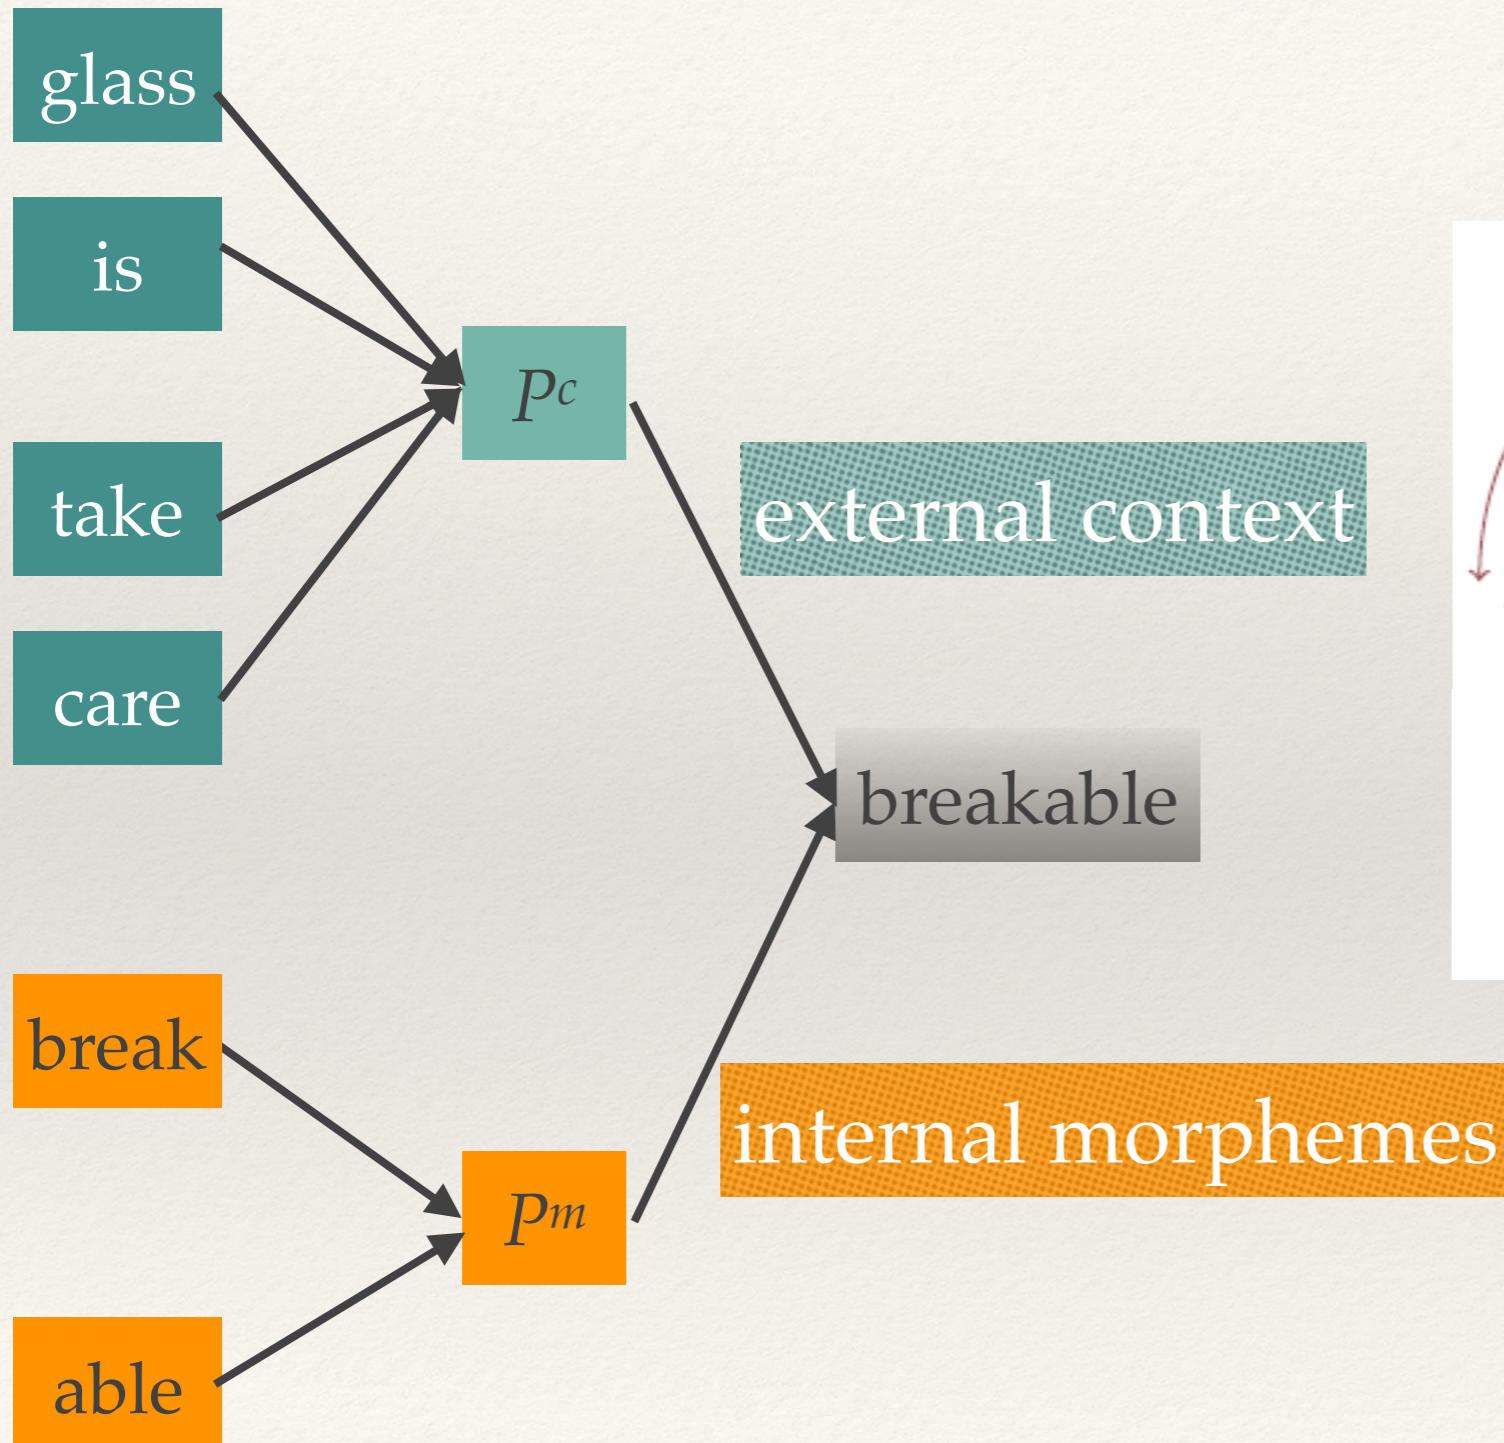 glass
is
take
care
Pc
external context
breakable
break
able
Pm
internal morphemes